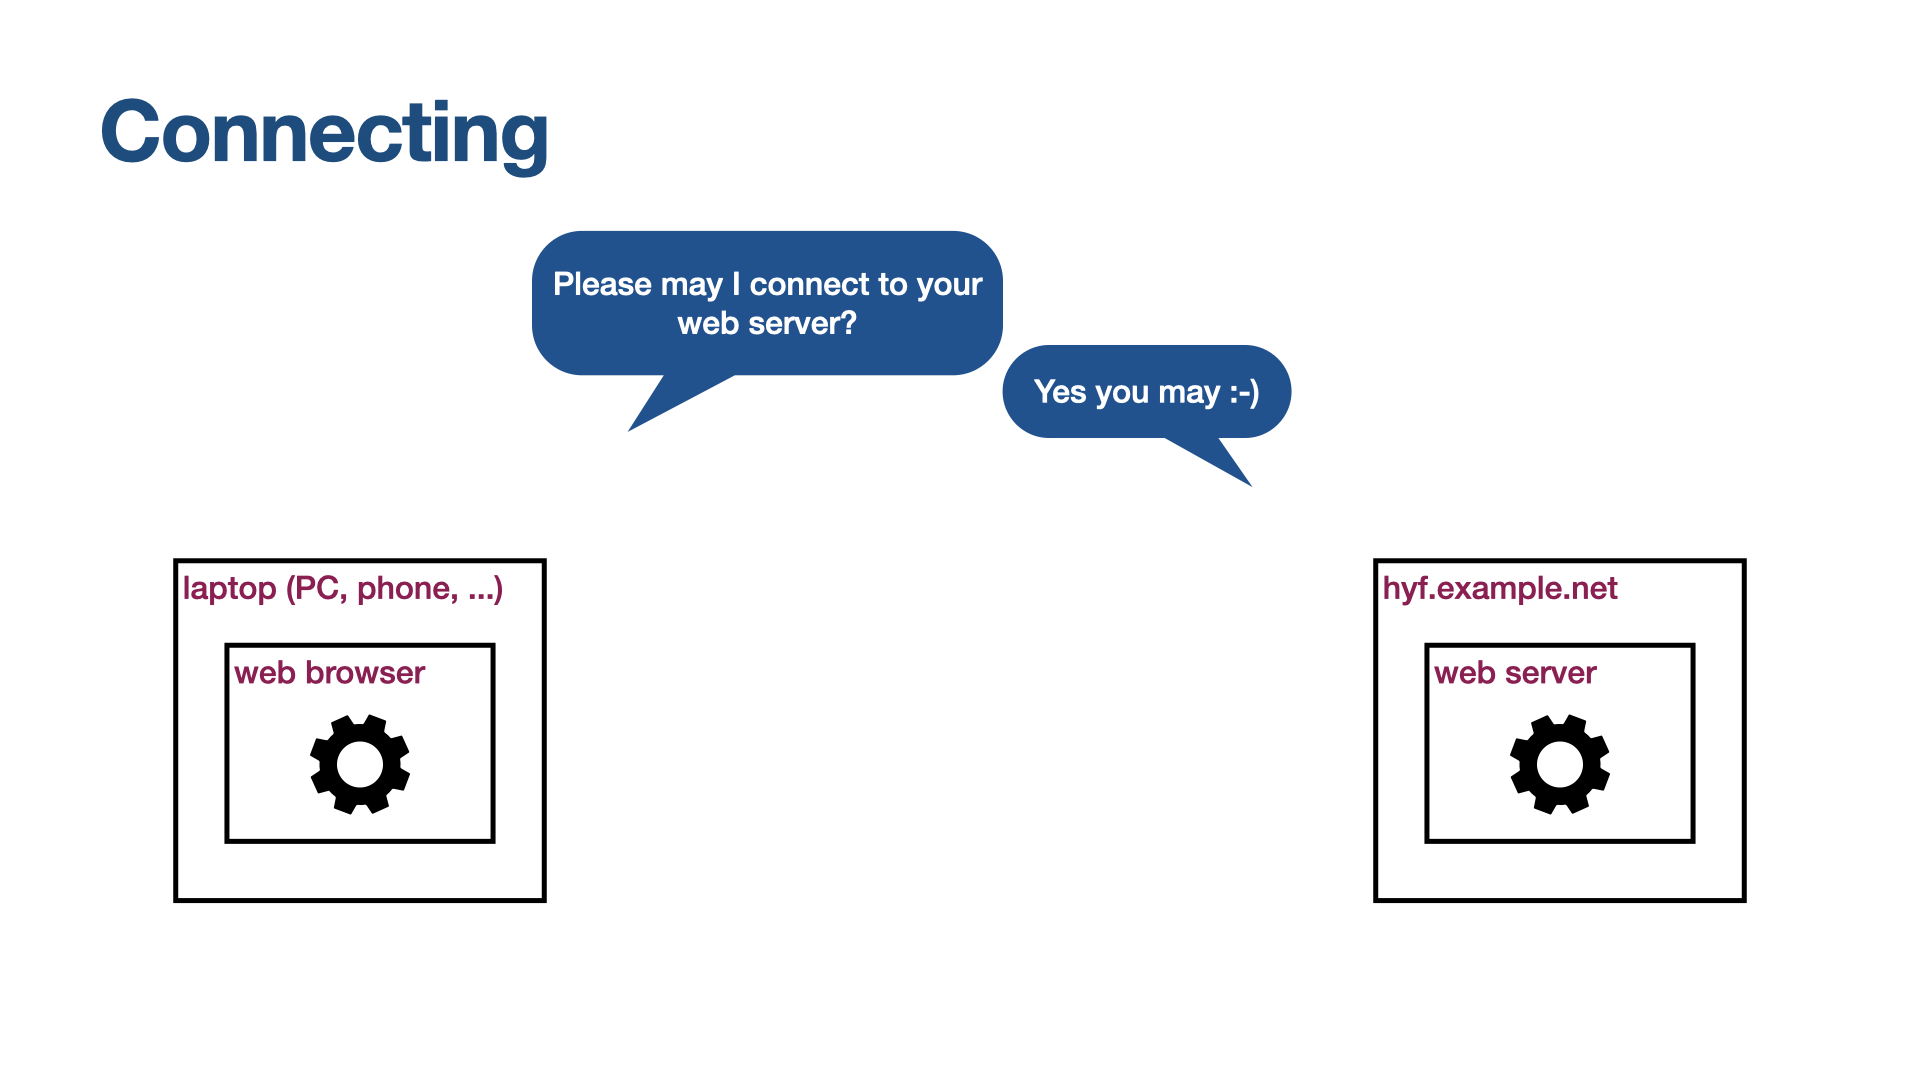 Connecting
Please may I connect to your
web server?
Yes you may :-)
laptop (PC, phone, ...)
web browser
hyf.example.net
web server